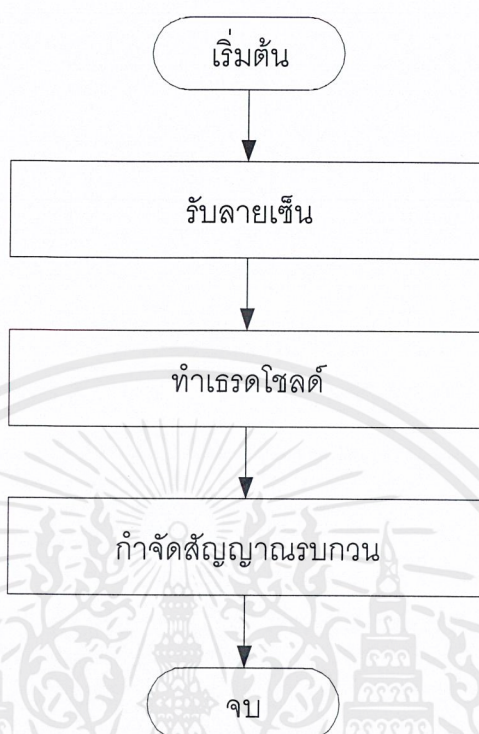 เริ่มต้น
รับลายเซ็น
ทำเธรดโชลด์
กำจัดสัญญาณรบกวน
จบ